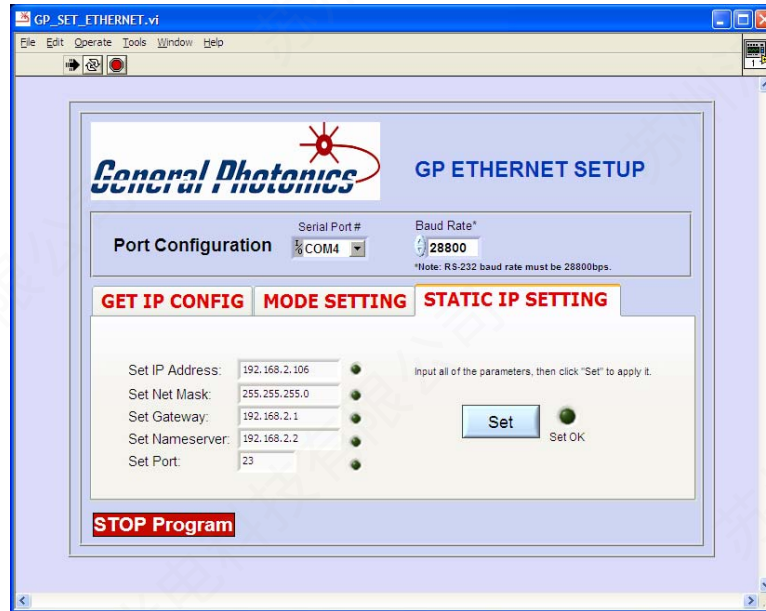 GP_SET_ETHERNET.vi
File Edit Operate Tools Window Help
1
General Photonics
GP ETHERNET SETUP
Port Configuration
Serial Port #
COM4
Baud Rate*
28800
*Note: RS-232 baud rate must be 28800bps.
GET IP CONFIG MODE SETTING STATIC IP SETTING
Set IP Address: 192.168.2.106
Input all of the parameters, then click "Set" to apply it.
Set Net Mask: 255.255.255.0
Set Gateway: 192.168.2.1
Set
Set Nameserver: 192.168.2.2
Set OK
Set Port: 23
STOP Program